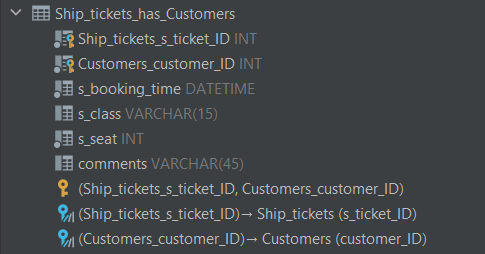 Ship_tickets_has_Customers
Ship_tickets_s_ticket_ID INT
Customers_customer_ID INT
s_booking_time DATETIME
s_class VARCHAR(15)
s_seat INT
comments VARCHAR(45)
(Ship_tickets_s_ticket_ID, Customers_customer_ID)
(Ship_tickets_s_ticket_ID)→ Ship_tickets (s_ticket_ID)
(Customers_customer_ID)→ Customers (customer_ID)